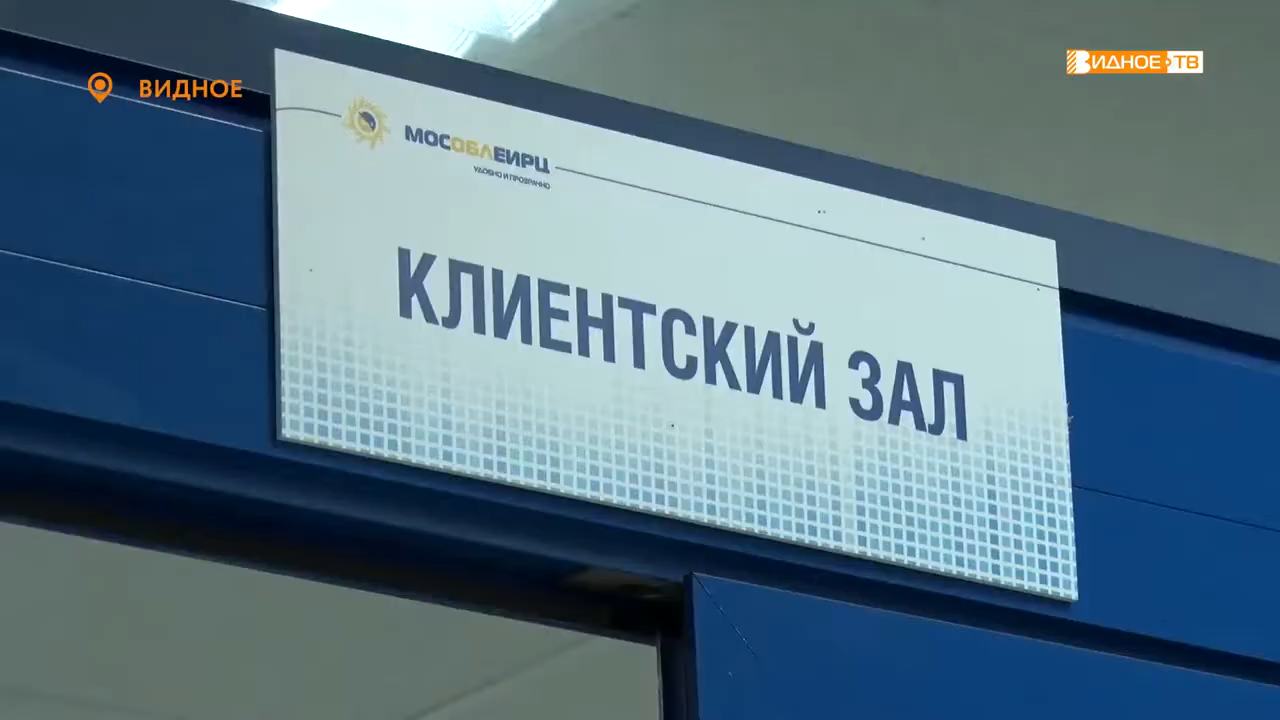 ВИДНОЕ
ВИДНОЕ ТВ
МОСОБЛЕИРЦ
УДОБНО И ПРОЗРАЧНО
КЛИЕНТСКИЙ ЗАЛ